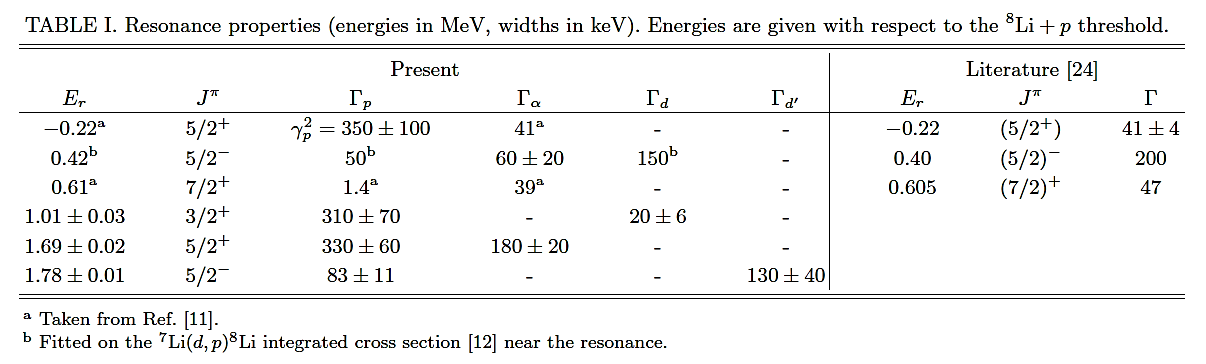 TABLE I. Resonance properties (energies in MeV, widths in keV). Energies are given with respect to the ⁸Li + p threshold.
Present Literature [24]
Eᵣ Jπ Γₚ Γα Γd Γd′ Eᵣ Jπ Γ
−0.22ᵃ 5/2⁺ γ²ₚ = 350 ± 100 41ᵃ - - −0.22 (5/2⁺) 41 ± 4
0.42ᵇ 5/2⁻ 50ᵇ 60 ± 20 150ᵇ - 0.40 (5/2)⁻ 200
0.61ᵃ 7/2⁺ 1.4ᵃ 39ᵃ - - 0.605 (7/2)⁺ 47
1.01 ± 0.03 3/2⁺ 310 ± 70 - 20 ± 6 -
1.69 ± 0.02 5/2⁺ 330 ± 60 180 ± 20 - -
1.78 ± 0.01 5/2⁻ 83 ± 11 - - 130 ± 40
ᵃ Taken from Ref. [11].
ᵇ Fitted on the ⁷Li(d, p)⁸Li integrated cross section [12] near the resonance.